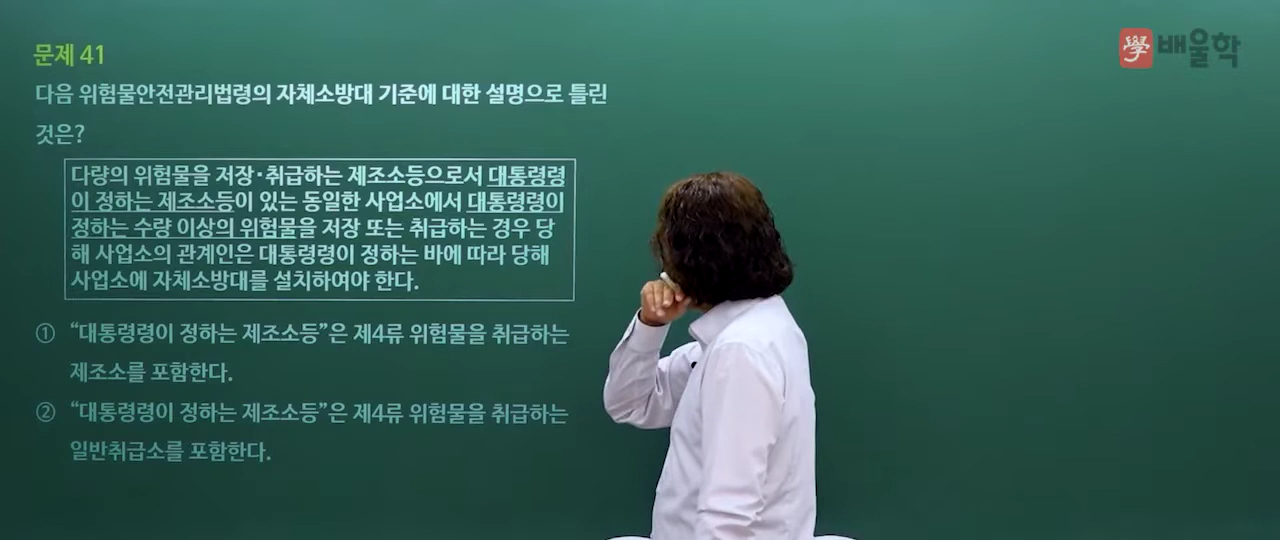 문제 41
學 배울학
다음 위험물안전관리법령의 자체소방대 기준에 대한 설명으로 틀린
것은?
다량의 위험물을 저장·취급하는 제조소등으로서 대통령령
이 정하는 제조소등이 있는 동일한 사업소에서 대통령령이
정하는 수량 이상의 위험물을 저장 또는 취급하는 경우 당
해 사업소의 관계인은 대통령령이 정하는 바에 따라 당해
사업소에 자체소방대를 설치하여야 한다.
① “대통령령이 정하는 제조소등”은 제4류 위험물을 취급하는
제조소를 포함한다.
② “대통령령이 정하는 제조소등”은 제4류 위험물을 취급하는
일반취급소를 포함한다.